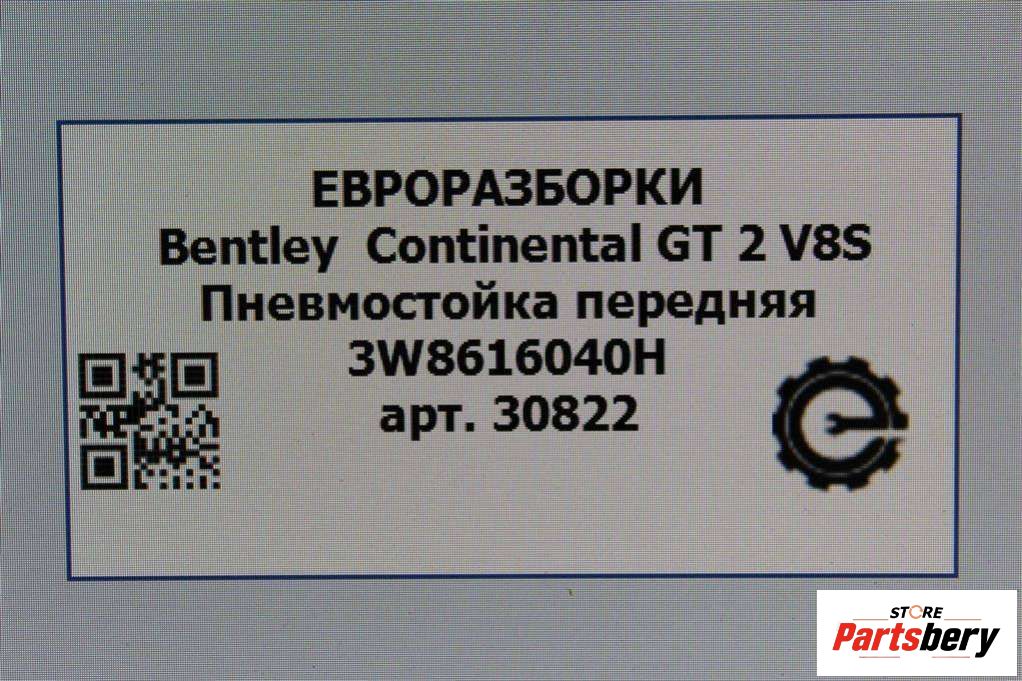 ЕВРОРАЗБОРКИ
Bentley Continental GT 2 V8S
Пневмостойка передняя
3W8616040H
арт. 30822
STORE
Partsbery